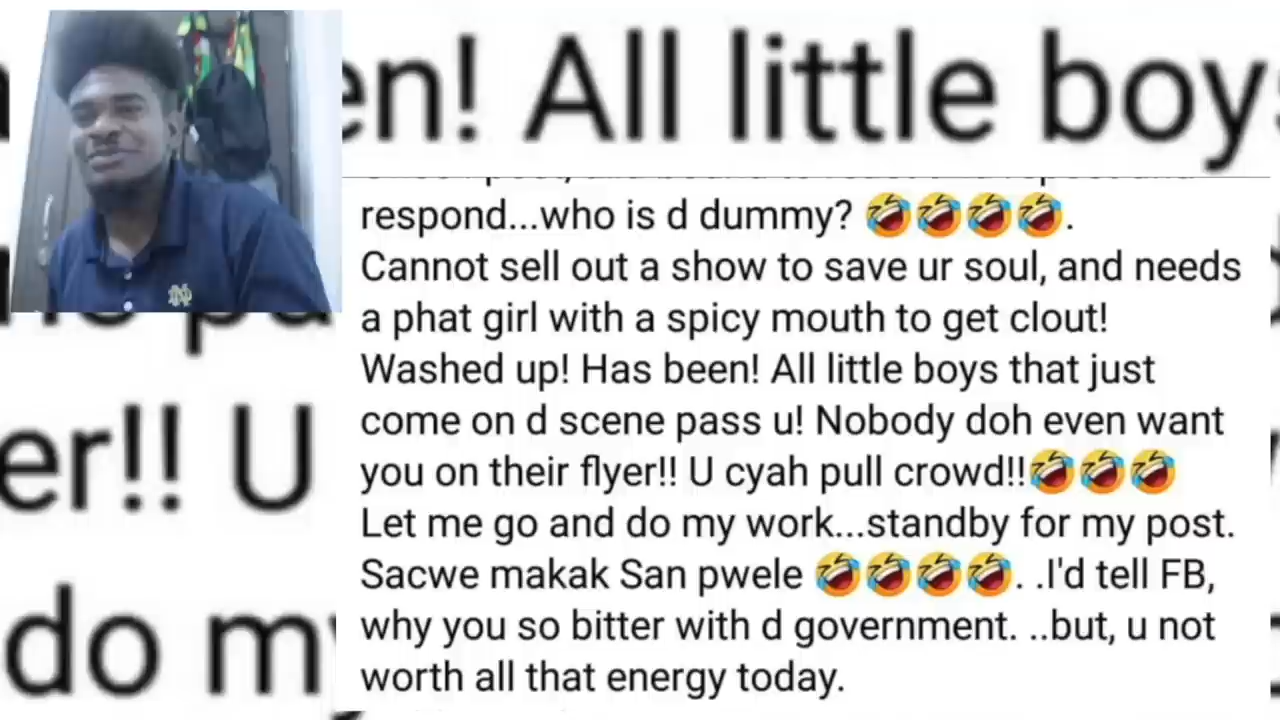 en! All little boys
respond...who is d dummy? 🤣🤣🤣🤣.
Cannot sell out a show to save ur soul, and needs
a phat girl with a spicy mouth to get clout!
Washed up! Has been! All little boys that just
come on d scene pass u! Nobody doh even want
you on their flyer!! U cyah pull crowd!!🤣🤣🤣
Let me go and do my work...standby for my post.
Sacwe makak San pwele 🤣🤣🤣🤣. .I'd tell FB,
why you so bitter with d government. ..but, u not
worth all that energy today.
er!! U
do my
ND